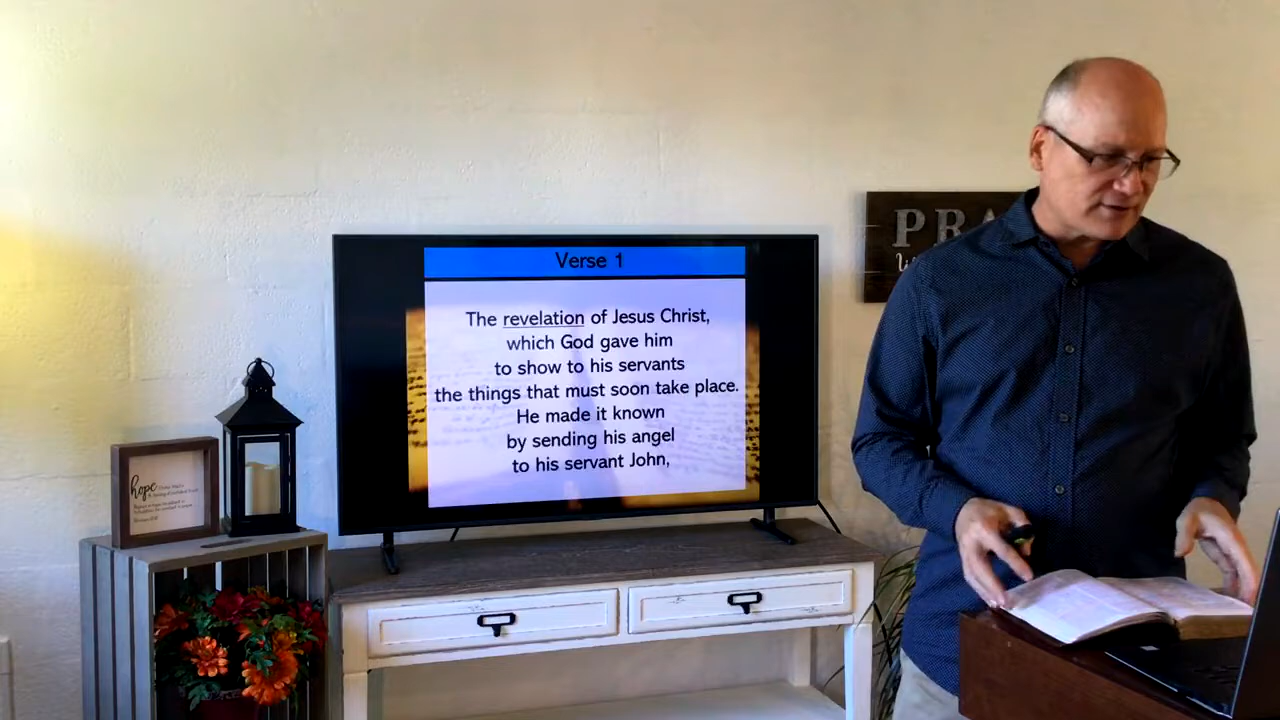 Verse 1
The revelation of Jesus Christ,
which God gave him
to show to his servants
the things that must soon take place.
He made it known
by sending his angel
to his servant John,
PRA
hope